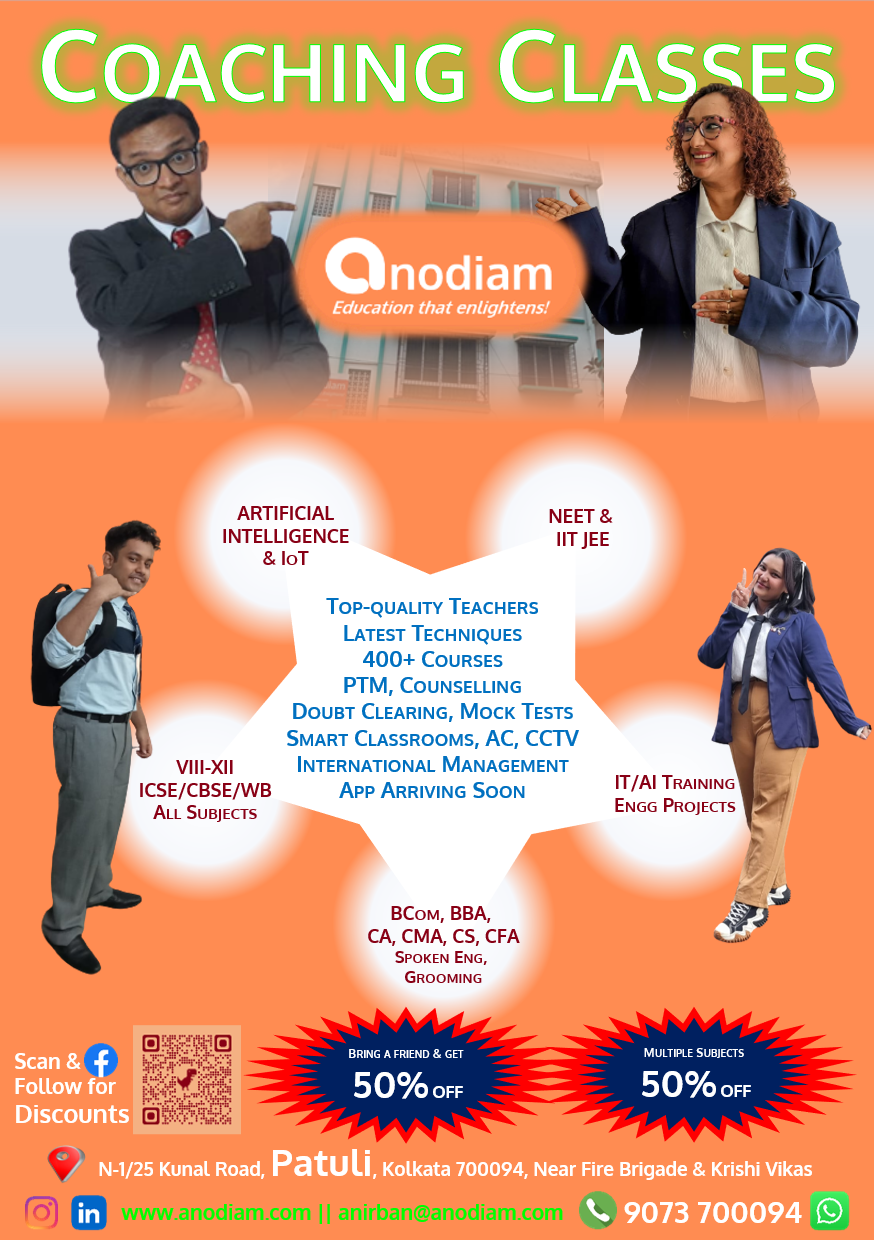 COACHING CLASSES
anodiam
Education that enlightens!
ARTIFICIAL
INTELLIGENCE
& IOT
NEET &
IIT JEE
TOP-QUALITY TEACHERS
LATEST TECHNIQUES
400+ COURSES
PTM, COUNSELLING
DOUBT CLEARING, MOCK TESTS
SMART CLASSROOMS, AC, CCTV
INTERNATIONAL MANAGEMENT
APP ARRIVING SOON
VIII-XII
ICSE/CBSE/WB
ALL SUBJECTS
IT/AI TRAINING
ENGG PROJECTS
BCOM, BBA,
CA, CMA, CS, CFA
SPOKEN ENG,
GROOMING
Scan &
Follow for
Discounts
BRING A FRIEND & GET
50% OFF
MULTIPLE SUBJECTS
50% OFF
N-1/25 Kunal Road, Patuli, Kolkata 700094, Near Fire Brigade & Krishi Vikas
www.anodiam.com || anirban@anodiam.com 9073 700094